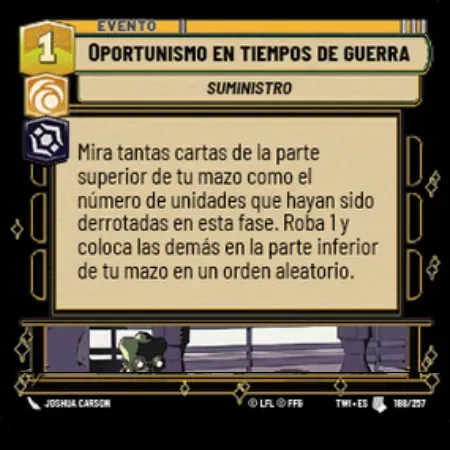 EVENTO
1
OPORTUNISMO EN TIEMPOS DE GUERRA
SUMINISTRO
Mira tantas cartas de la parte
superior de tu mazo como el
número de unidades que hayan sido
derrotadas en esta fase. Roba 1 y
coloca las demás en la parte inferior
de tu mazo en un orden aleatorio.
JOSHUA CARSON © LFL © FFG TWI • ES 188/257